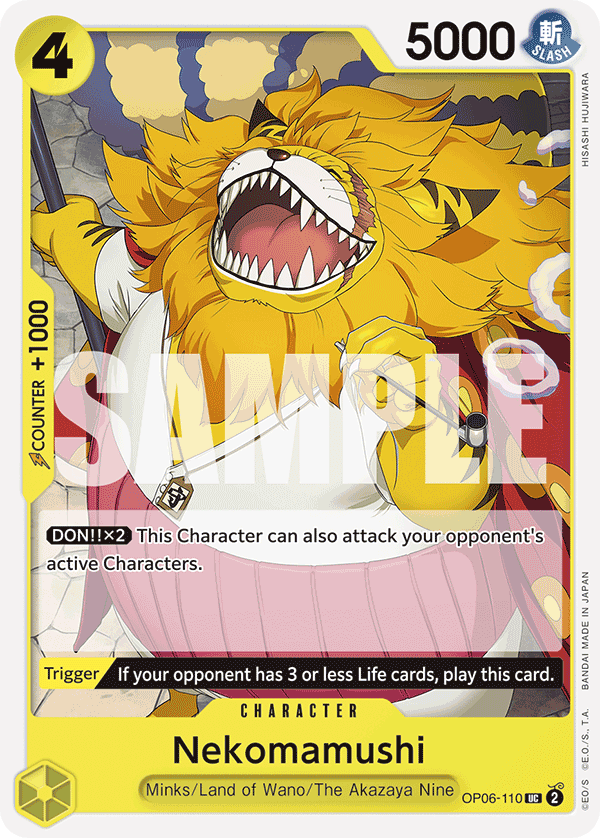 4
5000
斬
SLASH
HISASHI HUJIWARA
COUNTER +1000
SAMPLE
DON!!×2 This Character can also attack your opponent's
active Characters.
Trigger If your opponent has 3 or less Life cards, play this card.
CHARACTER
Nekomamushi
Minks/Land of Wano/The Akazaya Nine
OP06-110 UC 2
©EO/S ©E.O./S., T.A. BANDAI MADE IN JAPAN